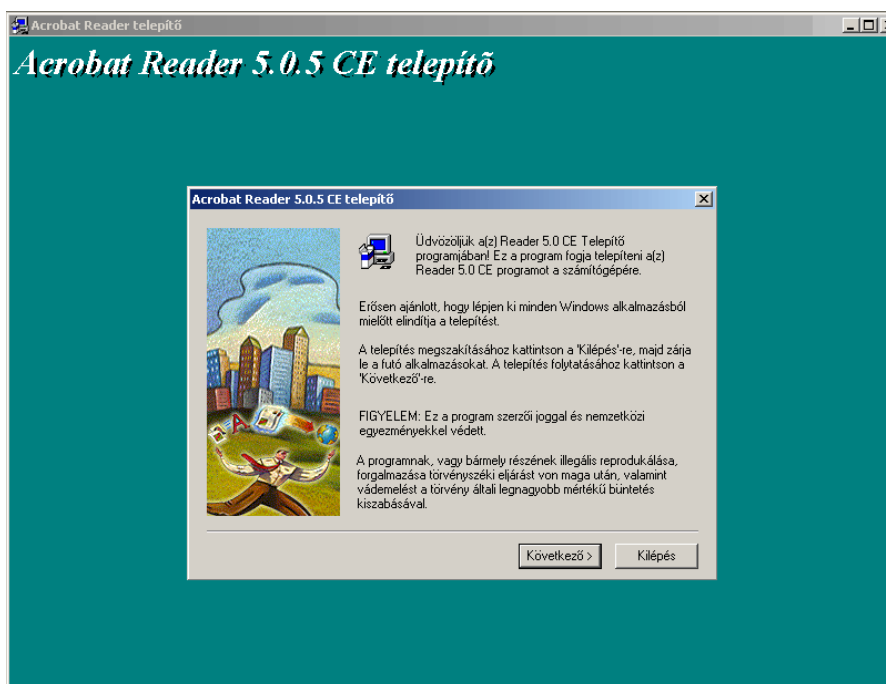 Acrobat Reader telepítő
Acrobat Reader 5.0.5 CE telepítõ
Acrobat Reader 5.0.5 CE telepítő
Üdvözöljük a(z) Reader 5.0 CE Telepítő
programjában! Ez a program fogja telepíteni a(z)
Reader 5.0 CE programot a számítógépére.
Erősen ajánlott, hogy lépjen ki minden Windows alkalmazásból
mielőtt elindítja a telepítést.
A telepítés megszakításához kattintson a 'Kilépés'-re, majd zárja
le a futó alkalmazásokat. A telepítés folytatásához kattintson a
'Következő'-re.
FIGYELEM: Ez a program szerzői joggal és nemzetközi
egyezményekkel védett.
A programnak, vagy bármely részének illegális reprodukálása,
forgalmazása törvényszéki eljárást von maga után, valamint
vádemelést a törvény általi legnagyobb mértékű büntetés
kiszabásával.
A
Következő >
Kilépés